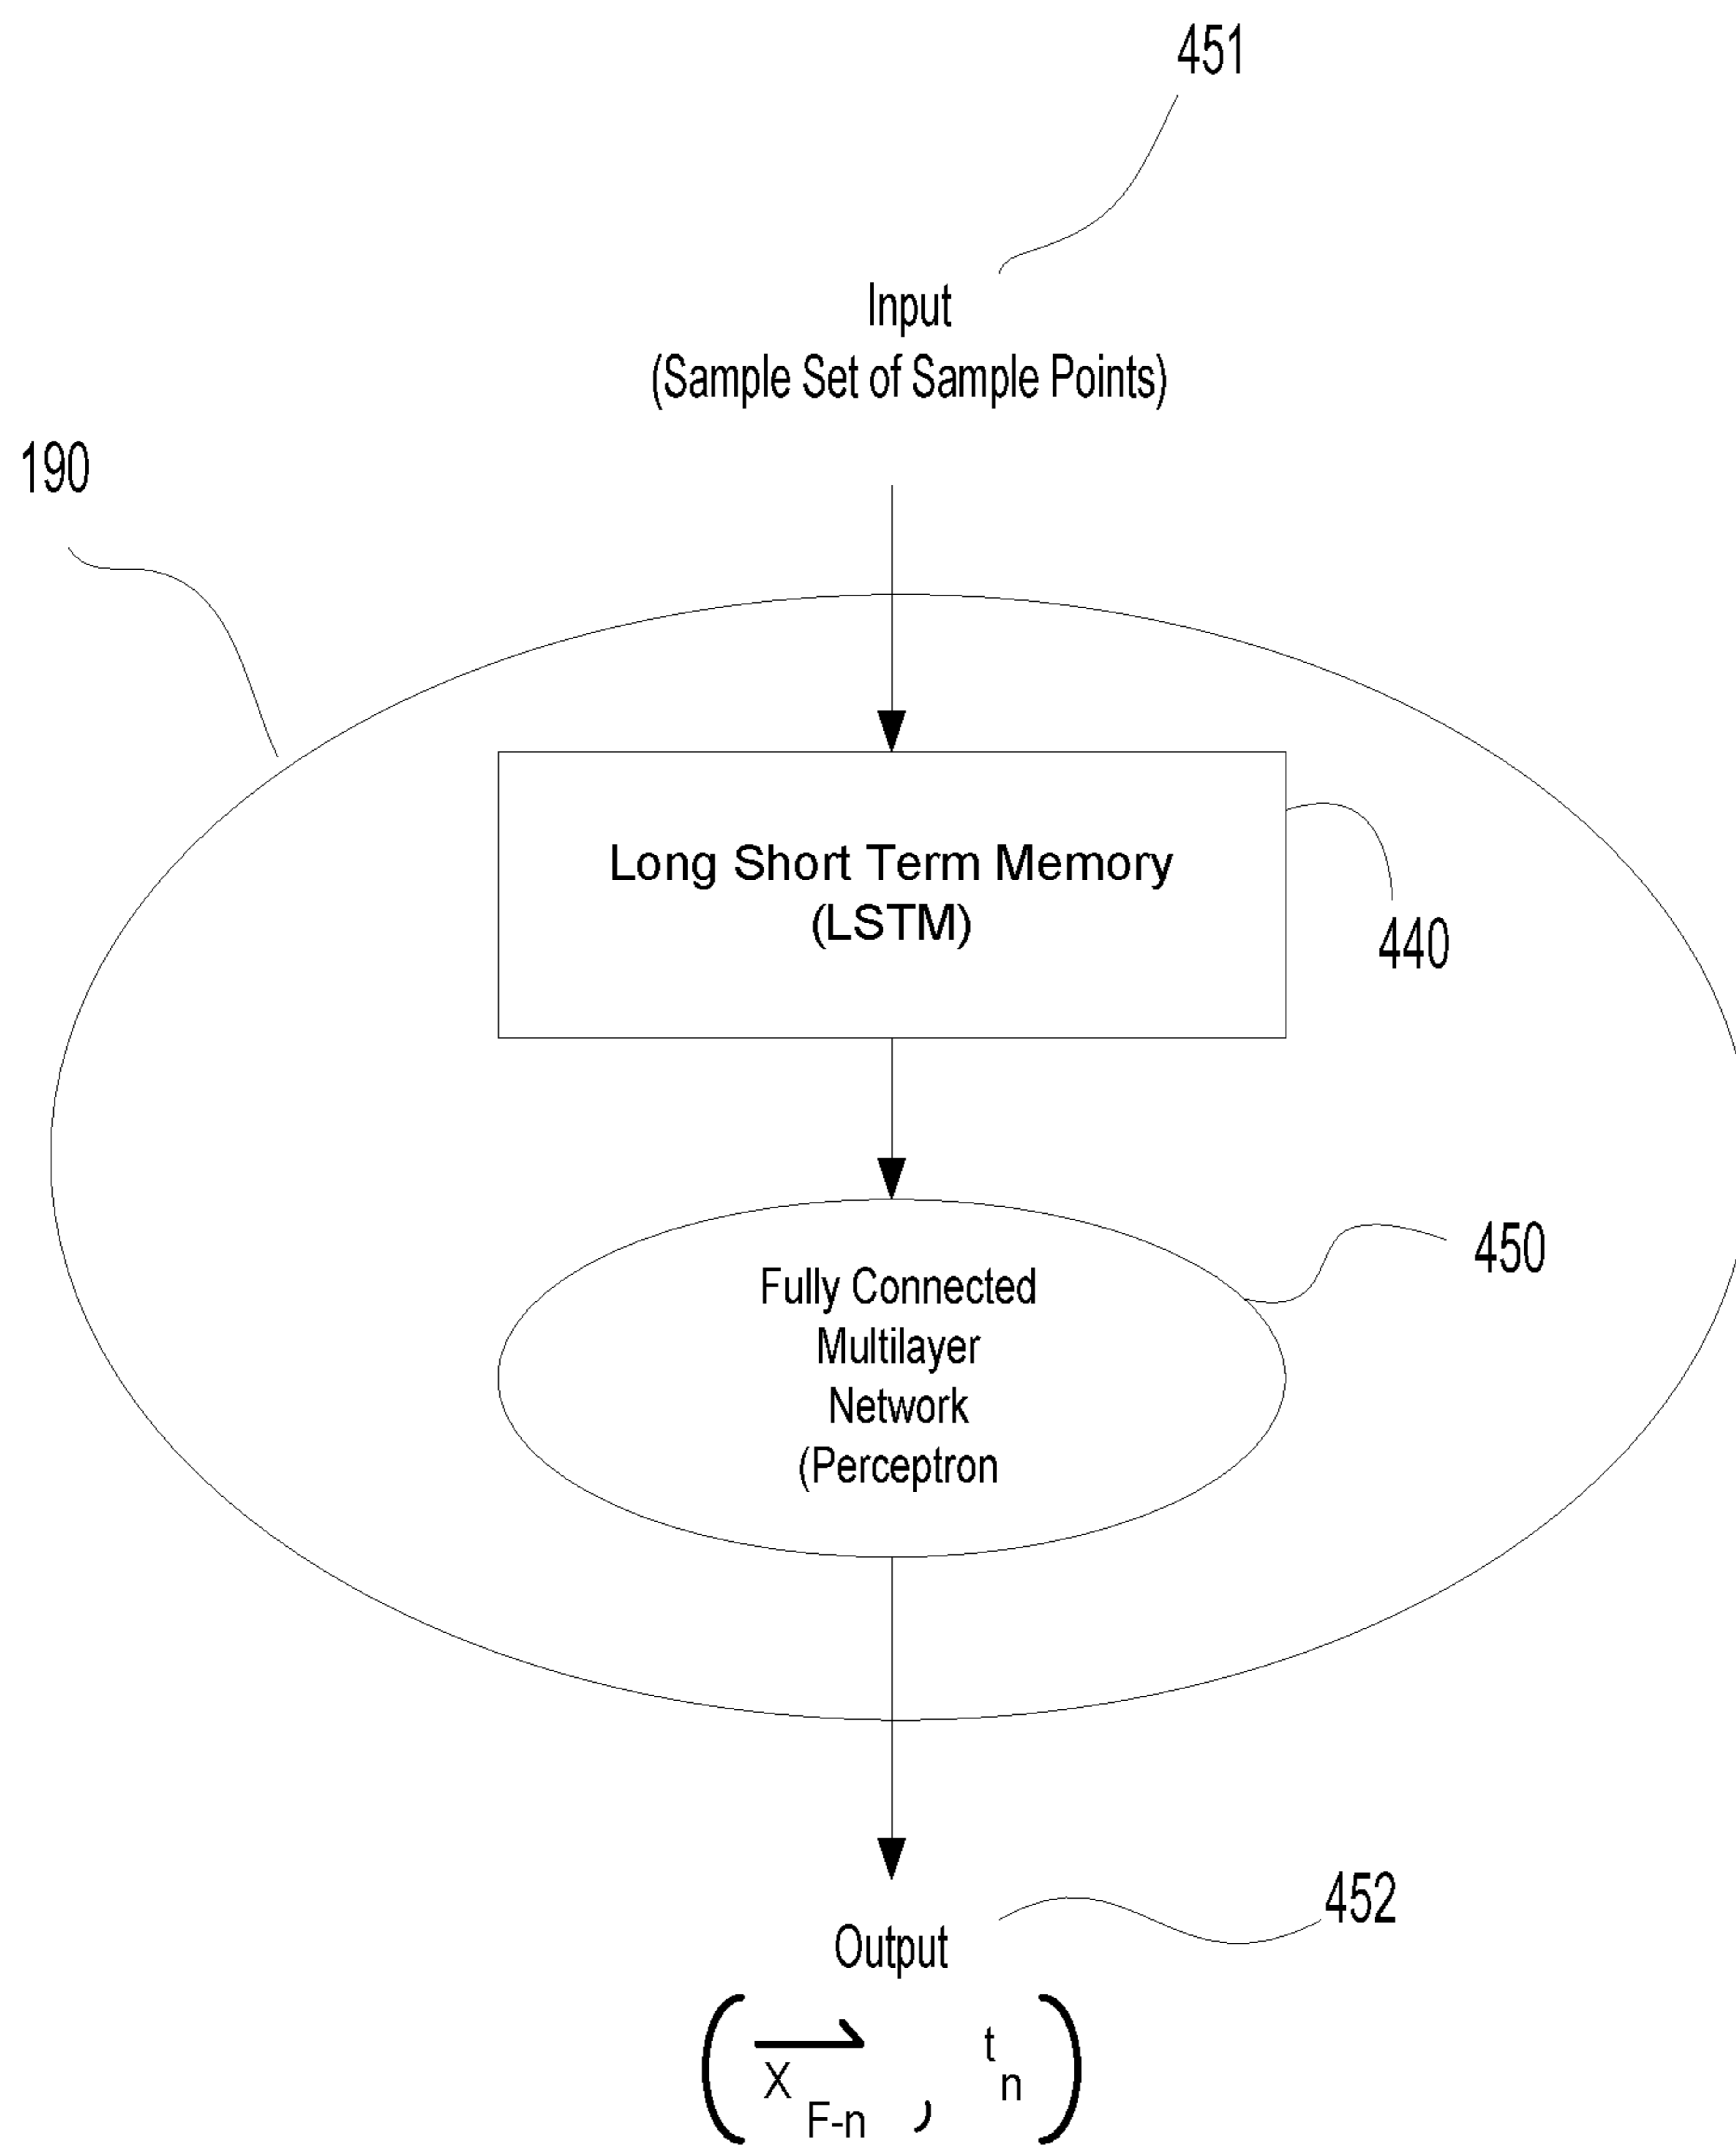 451
Input
(Sample Set of Sample Points)
190
Long Short Term Memory
(LSTM)
440
Fully Connected
Multilayer
Network
(Perceptron
450
452
Output
(X F-n , t n)